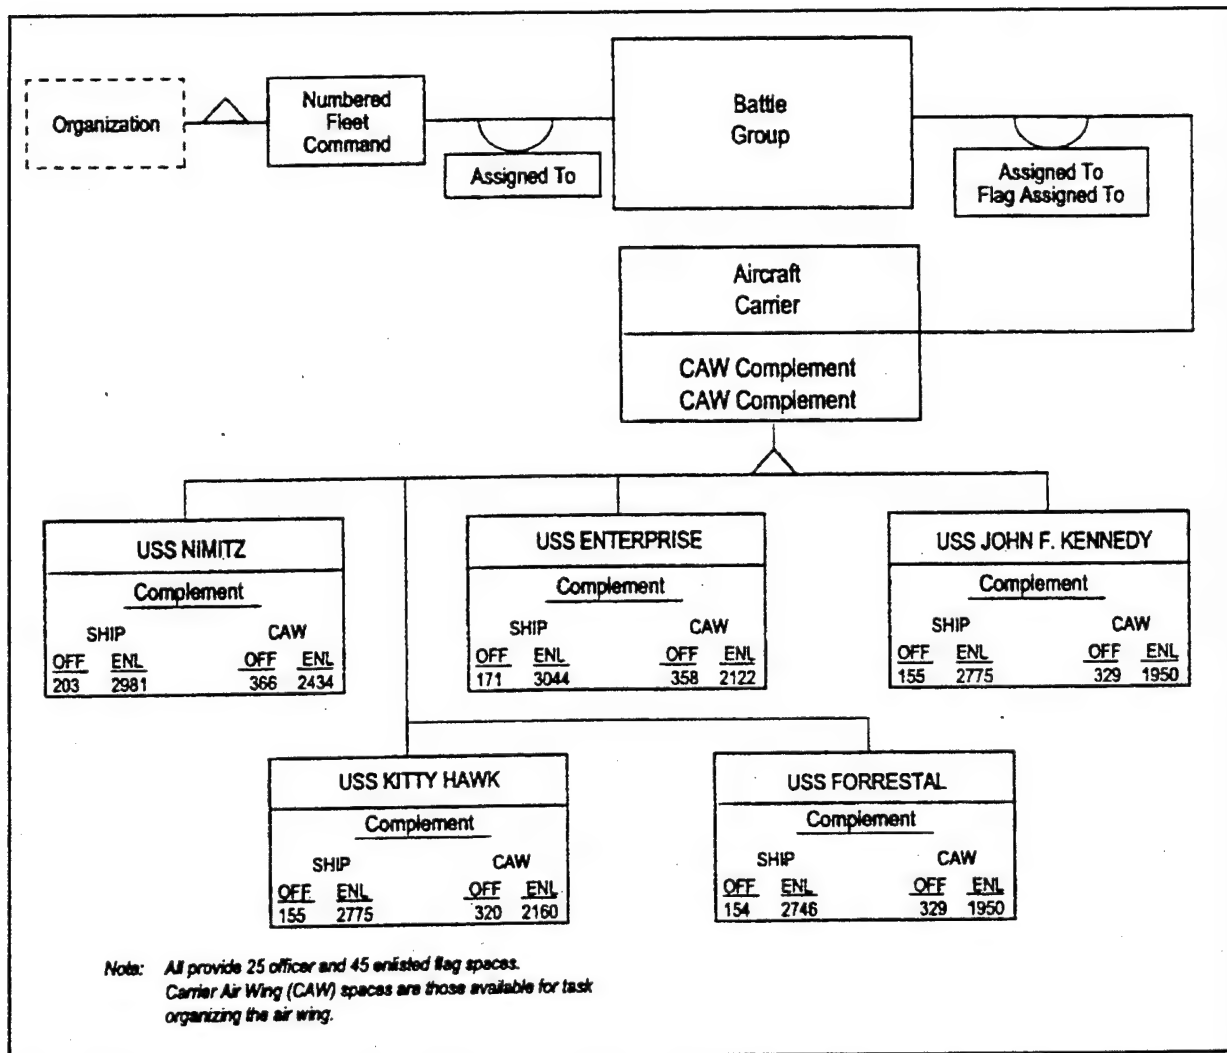 Organization
Numbered
Fleet
Command
Assigned To
Battle
Group
Assigned To
Flag Assigned To
Aircraft
Carrier
CAW Complement
CAW Complement
USS NIMITZ
Complement
SHIP CAW
OFF ENL OFF ENL
203 2981 366 2434
USS ENTERPRISE
Complement
SHIP CAW
OFF ENL OFF ENL
171 3044 358 2122
USS JOHN F. KENNEDY
Complement
SHIP CAW
OFF ENL OFF ENL
155 2775 329 1950
USS KITTY HAWK
Complement
SHIP CAW
OFF ENL OFF ENL
155 2775 320 2160
USS FORRESTAL
Complement
SHIP CAW
OFF ENL OFF ENL
154 2746 329 1950
Note: All provide 25 officer and 45 enlisted flag spaces.
Carrier Air Wing (CAW) spaces are those available for task
organizing the air wing.